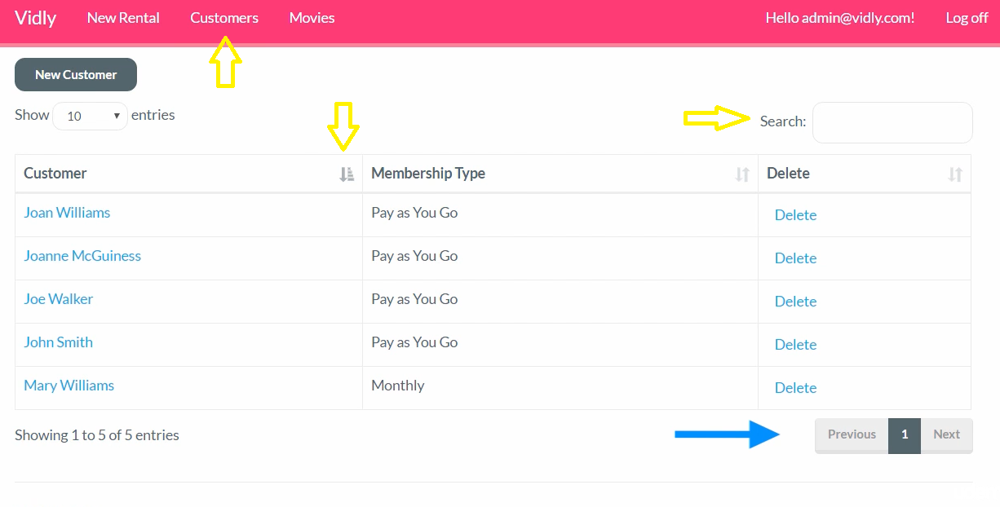 Vidly New Rental Customers Movies Hello admin@vidly.com! Log off
New Customer
Show 10 entries Search:
Customer Membership Type Delete
Joan Williams Pay as You Go Delete
Joanne McGuiness Pay as You Go Delete
Joe Walker Pay as You Go Delete
John Smith Pay as You Go Delete
Mary Williams Monthly Delete
Showing 1 to 5 of 5 entries Previous 1 Next